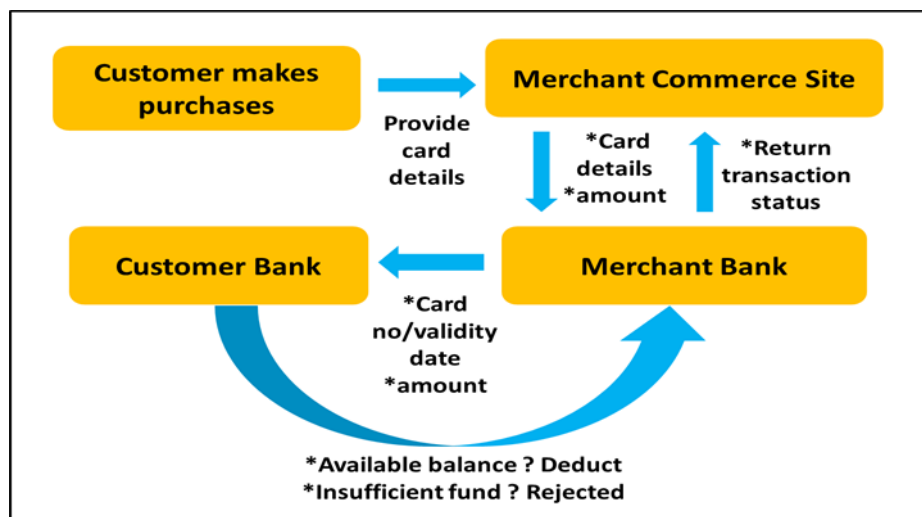 Customer makes
purchases
Provide
card
details
Merchant Commerce Site
*Card
details
*amount
*Return
transaction
status
Customer Bank
*Card
no/validity
date
*amount
Merchant Bank
*Available balance ? Deduct
*Insufficient fund ? Rejected